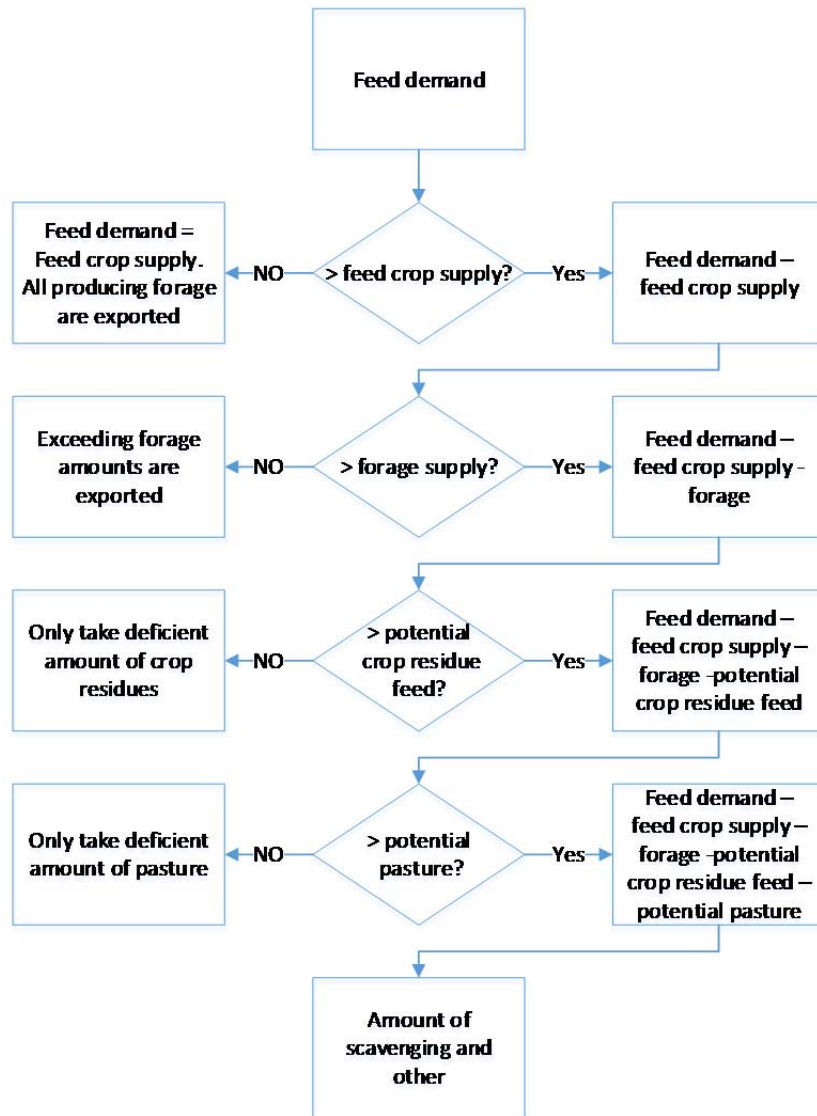 Feed demand
Feed demand =
Feed crop supply.
All producing forage
are exported
NO
> feed crop supply?
Yes
Feed demand –
feed crop supply
Exceeding forage
amounts are
exported
NO
> forage supply?
Yes
Feed demand –
feed crop supply -
forage
Only take deficient
amount of crop
residues
NO
> potential
crop residue
feed?
Yes
Feed demand –
feed crop supply –
forage -potential
crop residue feed
Only take deficient
amount of pasture
NO
> potential
pasture?
Yes
Feed demand –
feed crop supply –
forage -potential
crop residue feed –
potential pasture
Amount of
scavenging and
other